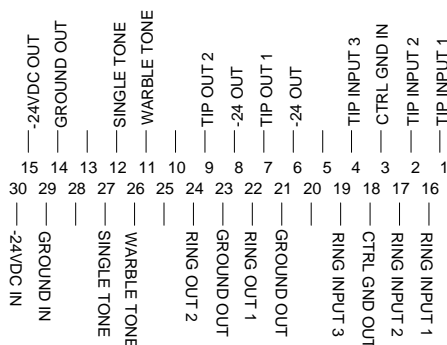 -24VDC OUT
GROUND OUT
SINGLE TONE
WARBLE TONE
TIP OUT 2
-24 OUT
TIP OUT 1
-24 OUT
TIP INPUT 3
CTRL GND IN
TIP INPUT 2
TIP INPUT 1
15 14 13 12 11 10 9 8 7 6 5 4 3 2 1
30 29 28 27 26 25 24 23 22 21 20 19 18 17 16
-24VDC IN
GROUND IN
SINGLE TONE
WARBLE TONE
RING OUT 2
GROUND OUT
RING OUT 1
GROUND OUT
RING INPUT 3
CTRL GND OUT
RING INPUT 2
RING INPUT 1